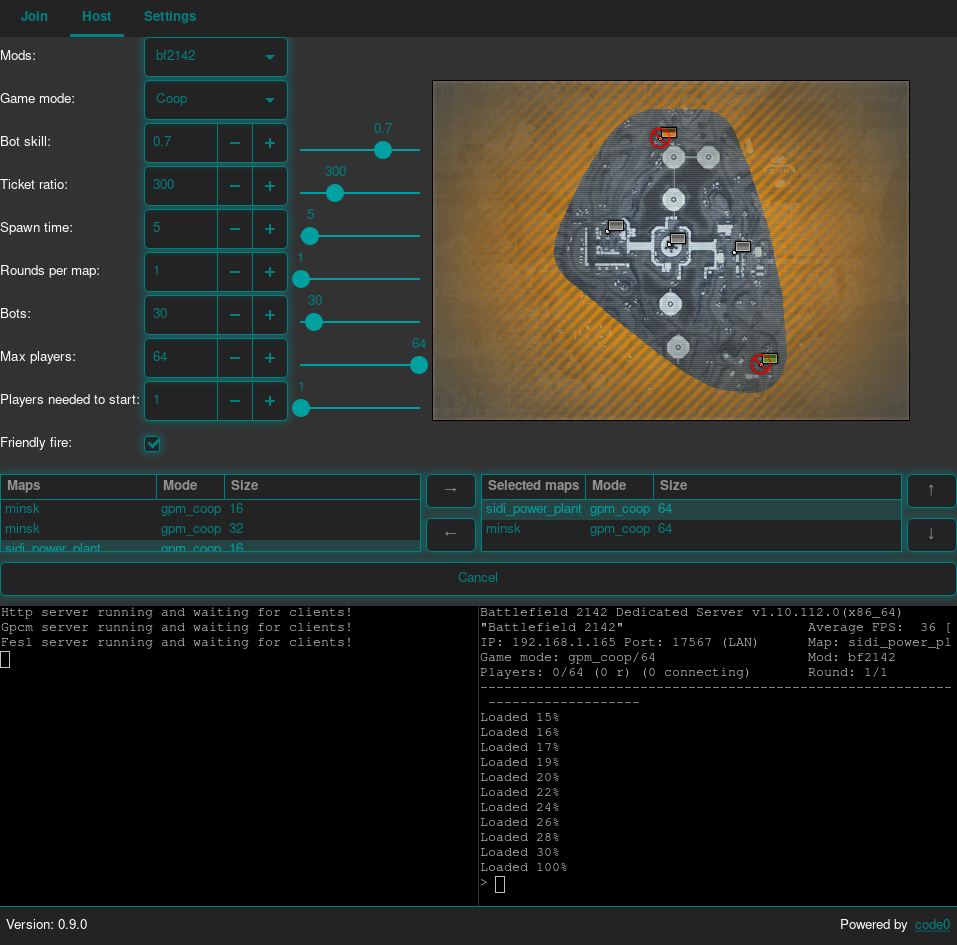 Join Host Settings
Mods: bf2142
Game mode: Coop
Bot skill: 0.7 − + 0.7
Ticket ratio: 300 − + 300
Spawn time: 5 − + 5
Rounds per map: 1 − + 1
Bots: 30 − + 30
Max players: 64 − + 64
Players needed to start: 1 − + 1
Friendly fire:
Maps Mode Size
minsk gpm_coop 16
minsk gpm_coop 32
sidi_power_plant gpm_coop 16
→
←
Selected maps Mode Size
sidi_power_plant gpm_coop 64
minsk gpm_coop 64
↑
↓
Cancel
Http server running and waiting for clients!
Gpcm server running and waiting for clients!
Fesl server running and waiting for clients!
Battlefield 2142 Dedicated Server v1.10.112.0(x86_64)
"Battlefield 2142" Average FPS: 36 [
IP: 192.168.1.165 Port: 17567 (LAN) Map: sidi_power_pl
Game mode: gpm_coop/64 Mod: bf2142
Players: 0/64 (0 r) (0 connecting) Round: 1/1
-----------------------------------------------------------
-------------------
Loaded 15%
Loaded 16%
Loaded 17%
Loaded 19%
Loaded 20%
Loaded 22%
Loaded 24%
Loaded 26%
Loaded 28%
Loaded 30%
Loaded 100%
>
Version: 0.9.0 Powered by code0